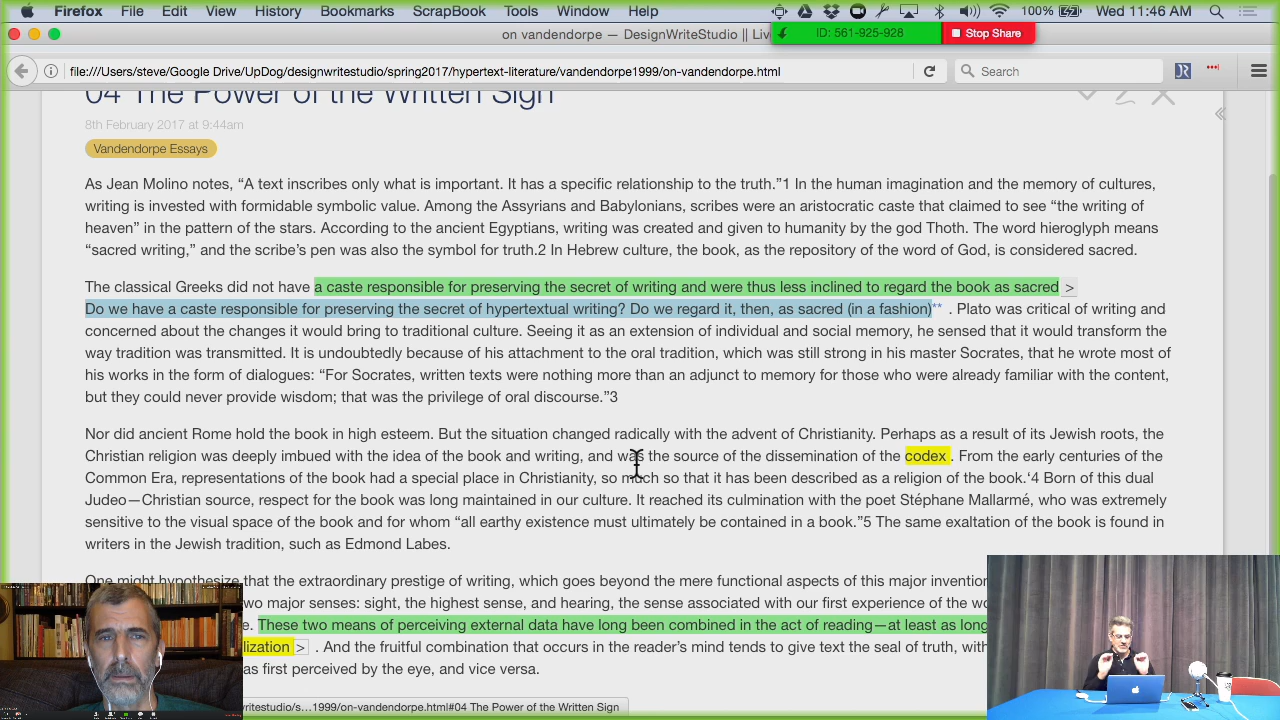 Firefox File Edit View History Bookmarks ScrapBook Tools Window Help 100% Wed 11:46 AM
on vandendorpe — DesignWriteStudio || Liv ID: 561-925-928 Stop Share
file:///Users/steve/Google Drive/UpDog/designwritestudio/spring2017/hypertext-literature/vandendorpe1999/on-vandendorpe.html Search
04 The Power of the Written Sign
8th February 2017 at 9:44am
Vandendorpe Essays
As Jean Molino notes, “A text inscribes only what is important. It has a specific relationship to the truth.”1 In the human imagination and the memory of cultures,
writing is invested with formidable symbolic value. Among the Assyrians and Babylonians, scribes were an aristocratic caste that claimed to see “the writing of
heaven” in the pattern of the stars. According to the ancient Egyptians, writing was created and given to humanity by the god Thoth. The word hieroglyph means
“sacred writing,” and the scribe’s pen was also the symbol for truth.2 In Hebrew culture, the book, as the repository of the word of God, is considered sacred.
The classical Greeks did not have a caste responsible for preserving the secret of writing and were thus less inclined to regard the book as sacred >
Do we have a caste responsible for preserving the secret of hypertextual writing? Do we regard it, then, as sacred (in a fashion)** . Plato was critical of writing and
concerned about the changes it would bring to traditional culture. Seeing it as an extension of individual and social memory, he sensed that it would transform the
way tradition was transmitted. It is undoubtedly because of his attachment to the oral tradition, which was still strong in his master Socrates, that he wrote most of
his works in the form of dialogues: “For Socrates, written texts were nothing more than an adjunct to memory for those who were already familiar with the content,
but they could never provide wisdom; that was the privilege of oral discourse.”3
Nor did ancient Rome hold the book in high esteem. But the situation changed radically with the advent of Christianity. Perhaps as a result of its Jewish roots, the
Christian religion was deeply imbued with the idea of the book and writing, and was the source of the dissemination of the codex . From the early centuries of the
Common Era, representations of the book had a special place in Christianity, so much so that it has been described as a religion of the book.‘4 Born of this dual
Judeo—Christian source, respect for the book was long maintained in our culture. It reached its culmination with the poet Stéphane Mallarmé, who was extremely
sensitive to the visual space of the book and for whom “all earthy existence must ultimately be contained in a book.”5 The same exaltation of the book is found in
writers in the Jewish tradition, such as Edmond Labes.
One might hypothesize that the extraordinary prestige of writing, which goes beyond the mere functional aspects of this major invention
wo major senses: sight, the highest sense, and hearing, the sense associated with our first experience of the
e. These two means of perceiving external data have long been combined in the act of reading—at least as long
lization > . And the fruitful combination that occurs in the reader’s mind tends to give text the seal of truth,
as first perceived by the eye, and vice versa.
writestudio/s...1999/on-vandendorpe.html#04 The Power of the Written Sign